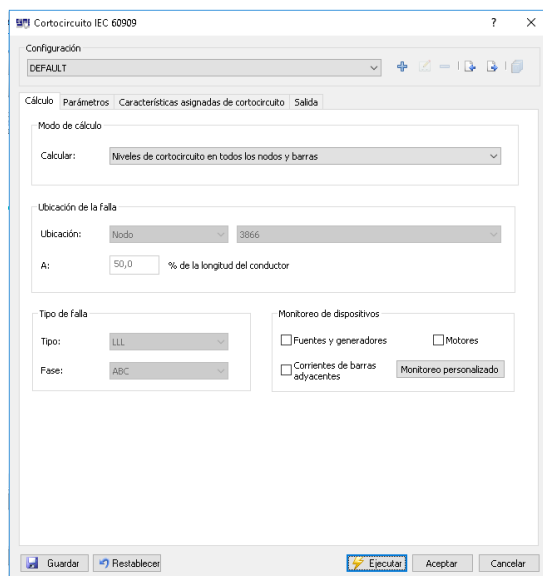 Cortocircuito IEC 60909
Configuración
DEFAULT
Cálculo Parámetros Características asignadas de cortocircuito Salida
Modo de cálculo
Calcular: Niveles de cortocircuito en todos los nodos y barras
Ubicación de la falla
Ubicación: Nodo 3866
A: 50,0 % de la longitud del conductor
Tipo de falla
Tipo: LLL
Fase: ABC
Monitoreo de dispositivos
Fuentes y generadores Motores
Corrientes de barras
adyacentes
Monitoreo personalizado
Guardar Restablecer Ejecutar Aceptar Cancelar